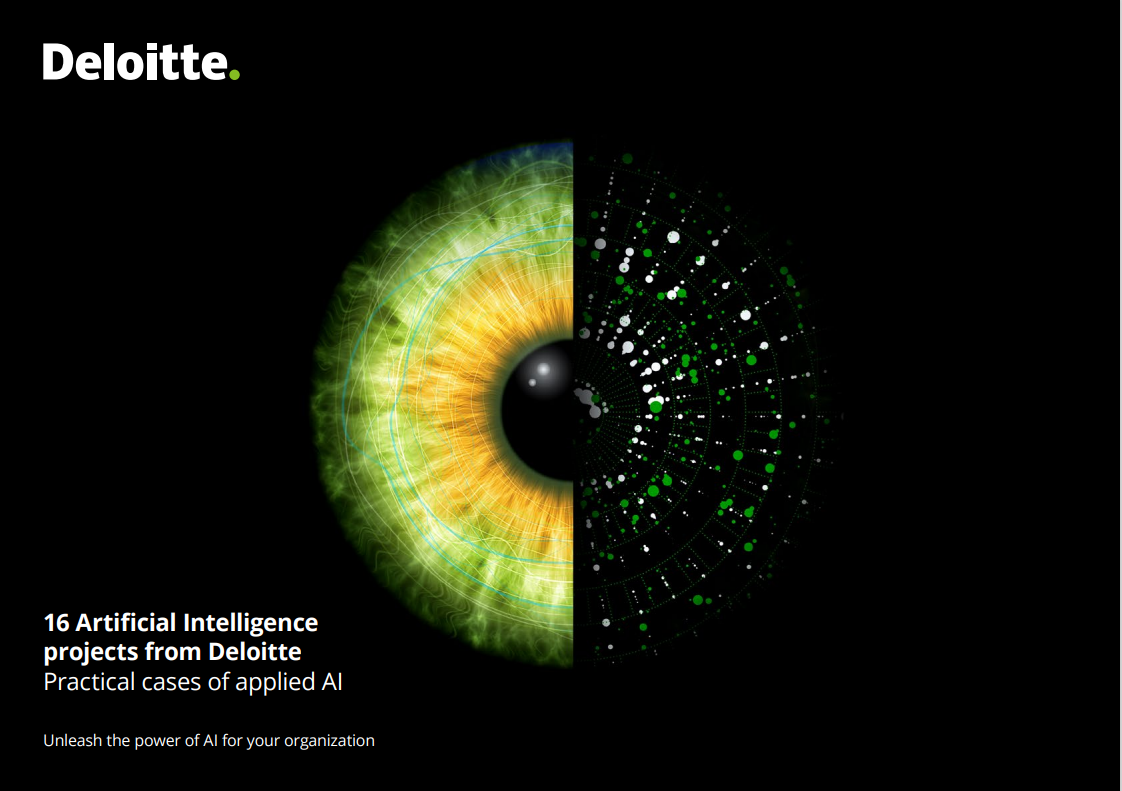 Deloitte.
16 Artificial Intelligence
projects from Deloitte
Practical cases of applied AI
Unleash the power of AI for your organization